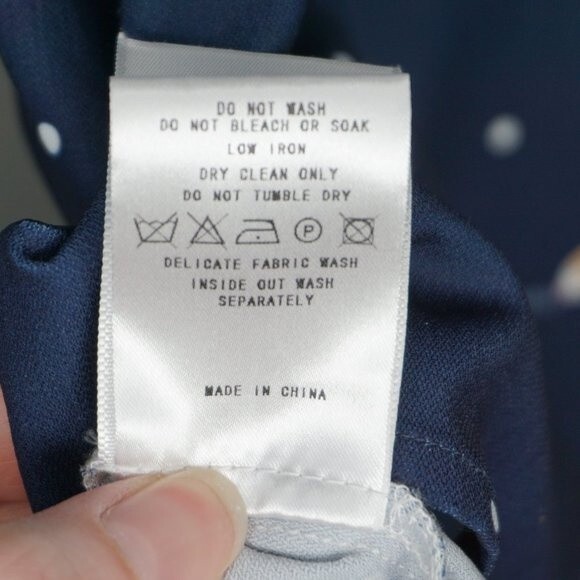 DO NOT WASH
DO NOT BLEACH OR SOAK
LOW IRON
DRY CLEAN ONLY
DO NOT TUMBLE DRY
P
DELICATE FABRIC WASH
INSIDE OUT WASH
SEPARATELY
MADE IN CHINA